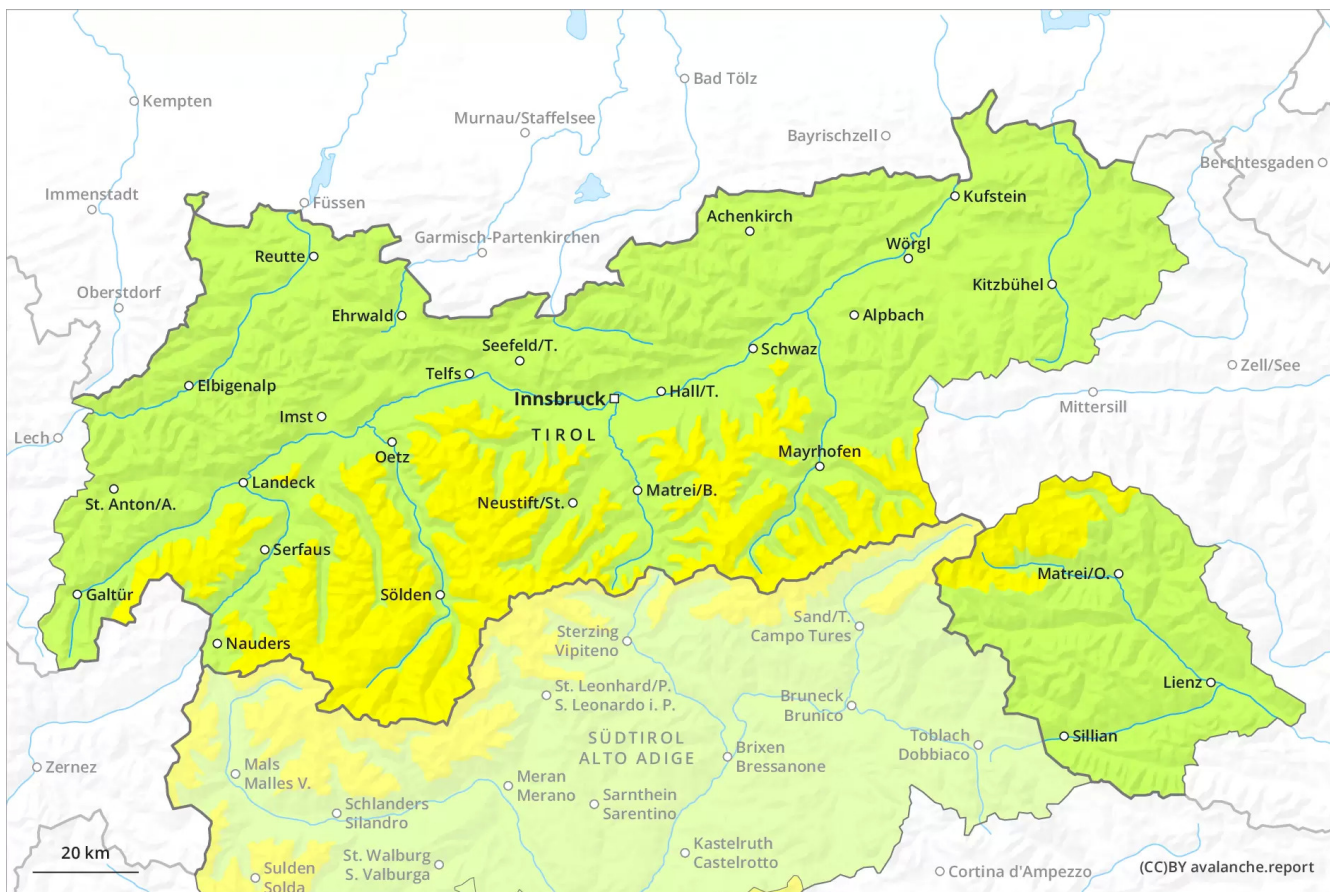 Kempten
Bad Tölz
Murnau/Staffelsee
Bayrischzell
Berchtesgaden
Immenstadt
Füssen
Kufstein
Achenkirch
Garmisch-Partenkirchen
Wörgl
Reutte
Kitzbühel
Oberstdorf
Ehrwald
Alpbach
Seefeld/T.
Schwaz
Zell/See
Telfs
Elbigenalp
Innsbruck
Hall/T.
Mittersill
Imst
Lech
TIROL
Oetz
Mayrhofen
Landeck
Matrei/B.
St. Anton/A.
Neustift/St.
Serfaus
Matrei/O.
Galtür
Sölden
Sand/T.
Campo Tures
Sterzing
Vipiteno
Nauders
Lienz
St. Leonhard/P.
S. Leonardo i. P.
Bruneck
Brunico
Sillian
SÜDTIROL
ALTO ADIGE
Toblach
Dobbiaco
Brixen
Bressanone
Zernez
Mals
Malles V.
Meran
Merano
Sarnthein
Sarentino
Schlanders
Silandro
Kastelruth
Castelrotto
20 km
St. Walburg
S. Valburga
Sulden
Solda
Cortina d'Ampezzo
(CC)BY avalanche.report